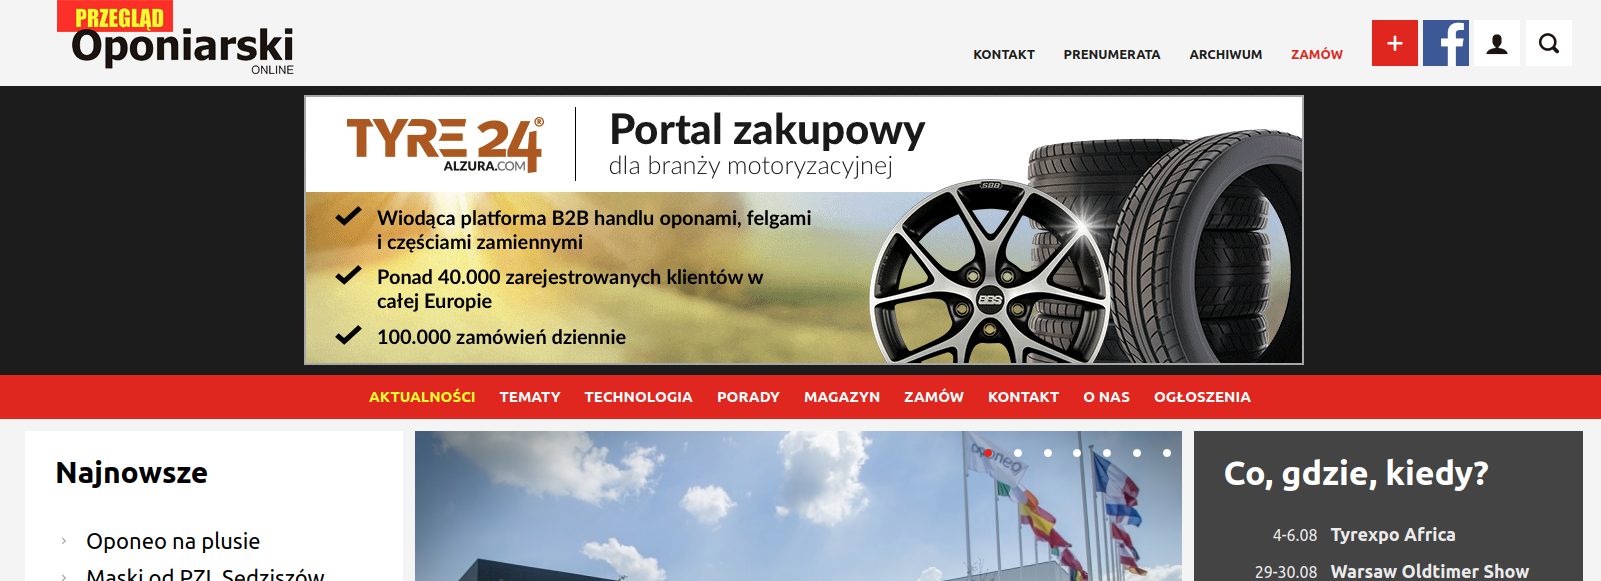 PRZEGLĄD
Oponiarski
ONLINE
KONTAKT PRENUMERATA ARCHIWUM ZAMÓW
TYRE 24®
ALZURA.COM
Portal zakupowy
dla branży motoryzacyjnej
Wiodąca platforma B2B handlu oponami, felgami
i częściami zamiennymi
Ponad 40.000 zarejestrowanych klientów w
całej Europie
100.000 zamówień dziennie
SBB
BBS
AKTUALNOŚCI TEMATY TECHNOLOGIA PORADY MAGAZYN ZAMÓW KONTAKT O NAS OGŁOSZENIA
Najnowsze
Oponeo na plusie
Maski od PZL Sędziszów
oponeo
Co, gdzie, kiedy?
4-6.08 Tyrexpo Africa
29-30.08 Warsaw Oldtimer Show